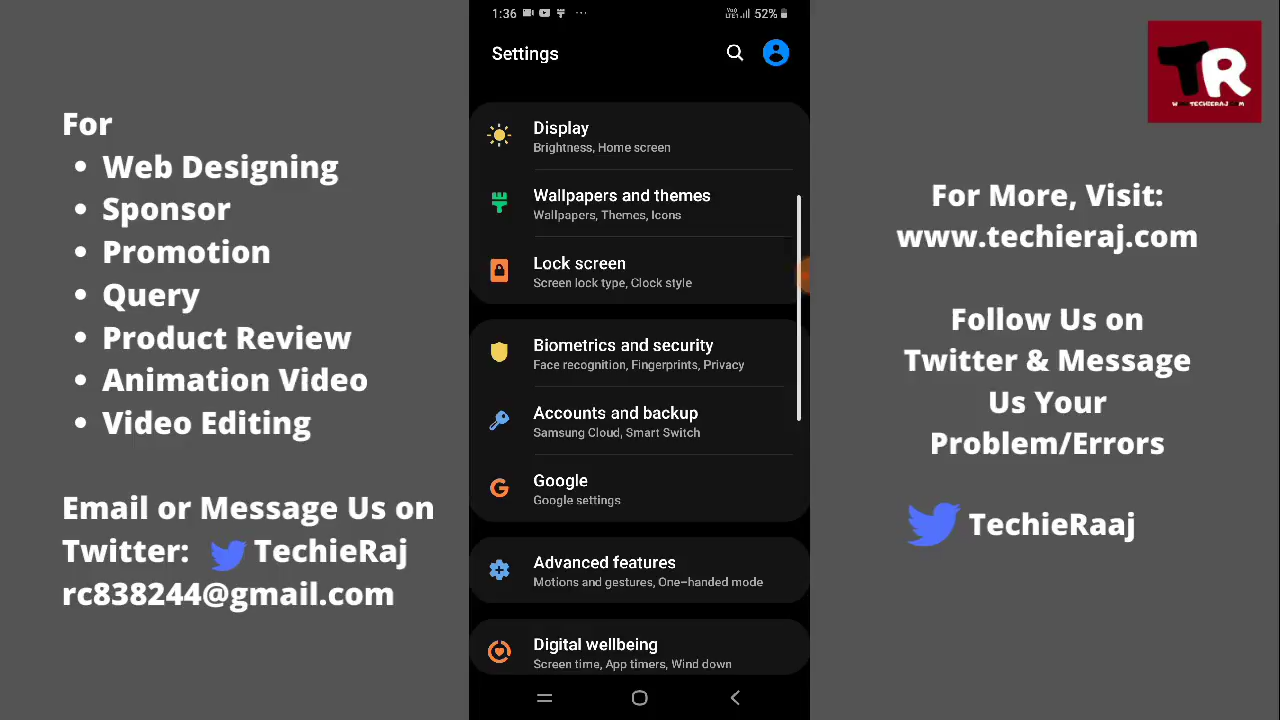 For
• Web Designing
• Sponsor
• Promotion
• Query
• Product Review
• Animation Video
• Video Editing
Email or Message Us on
Twitter: TechieRaj
rc838244@gmail.com
1:36
52%
Settings
Display
Brightness, Home screen
Wallpapers and themes
Wallpapers, Themes, Icons
Lock screen
Screen lock type, Clock style
Biometrics and security
Face recognition, Fingerprints, Privacy
Accounts and backup
Samsung Cloud, Smart Switch
Google
Google settings
Advanced features
Motions and gestures, One-handed mode
Digital wellbeing
Screen time, App timers, Wind down
TR
For More, Visit:
www.techieraj.com
Follow Us on
Twitter & Message
Us Your
Problem/Errors
TechieRaaj